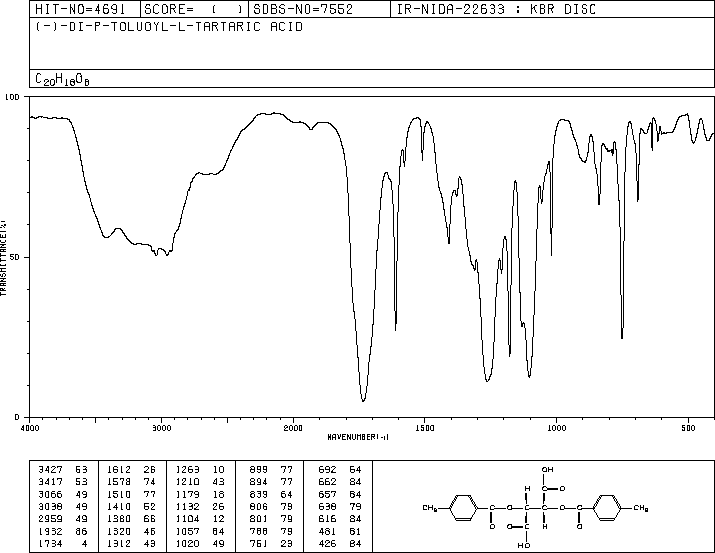 HIT-NO=4691 SCORE= ( ) SDBS-NO=7552 IR-NIDA-22633 : KBR DISC
(-)-DI-P-TOLUOYL-L-TARTARIC ACID
C20H18O8
100
TRANSMITTANCE(%)
50
0
4000 3000 2000 1500 1000 500
WAVENUMBER(-1)
3427 53 1612 26 1263 10 899 77 692 64
3417 53 1578 74 1210 43 894 77 662 84
3066 49 1510 77 1179 18 839 64 657 84
3038 49 1410 52 1132 26 806 79 638 79
2959 49 1380 66 1104 12 801 79 616 84
1932 86 1320 46 1057 64 788 79 481 81
1734 4 1312 43 1020 49 751 23 426 84
OH
H C O
CH3 C O C C O C CH3
O O C H O
HO